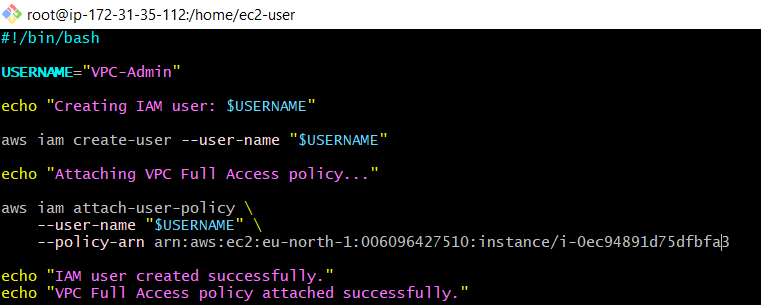 root@ip-172-31-35-112:/home/ec2-user
#!/bin/bash
USERNAME="VPC-Admin"
echo "Creating IAM user: $USERNAME"
aws iam create-user --user-name "$USERNAME"
echo "Attaching VPC Full Access policy..."
aws iam attach-user-policy \
    --user-name "$USERNAME" \
    --policy-arn arn:aws:ec2:eu-north-1:006096427510:instance/i-0ec94891d75dfbfa3
echo "IAM user created successfully."
echo "VPC Full Access policy attached successfully."